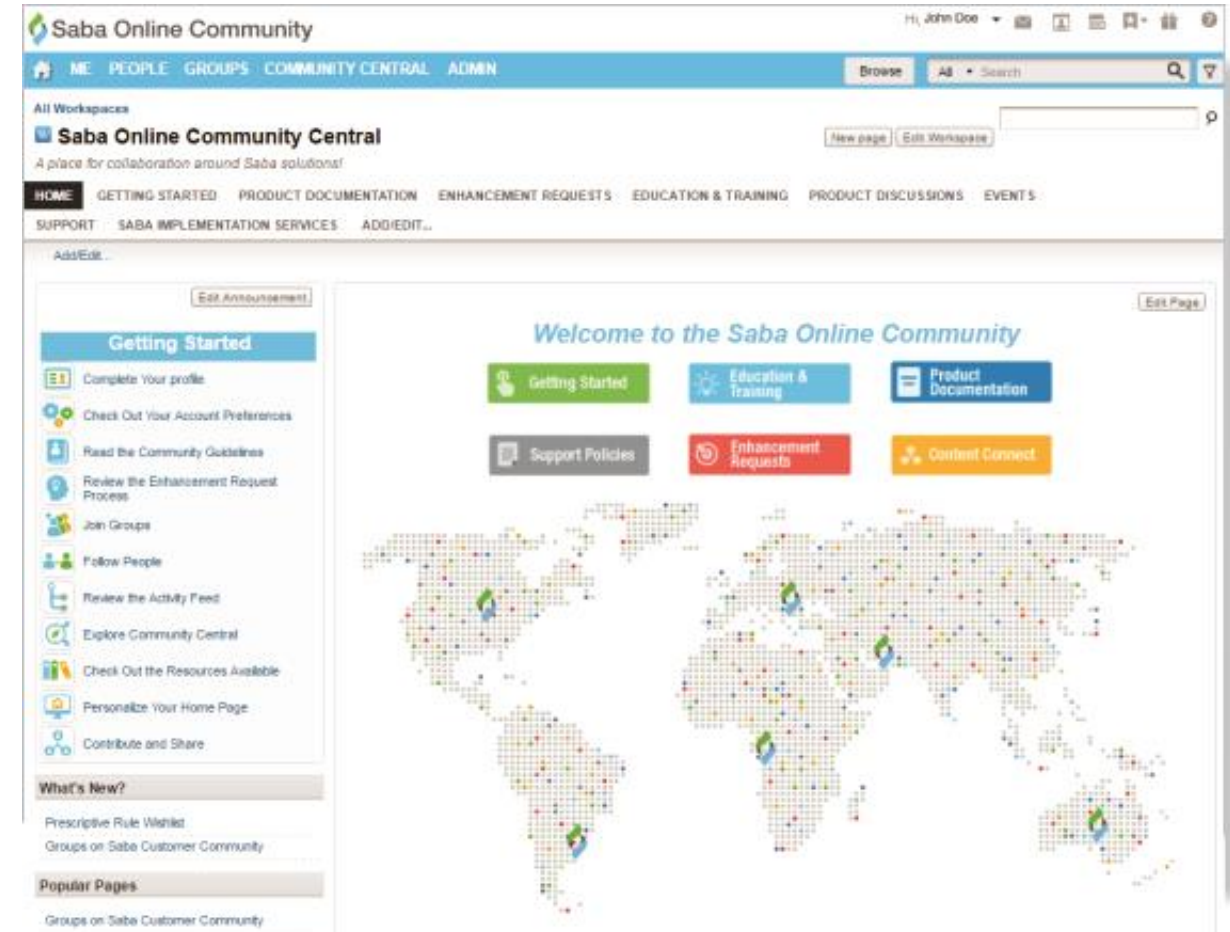 Saba Online Community
Hi, John Doe
ME PEOPLE GROUPS COMMUNITY CENTRAL ADMIN
Browse All Search
All Workspaces
Saba Online Community Central
New page Edit Workspace
A place for collaboration around Saba solutions!
HOME GETTING STARTED PRODUCT DOCUMENTATION ENHANCEMENT REQUESTS EDUCATION & TRAINING PRODUCT DISCUSSIONS EVENTS
SUPPORT SABA IMPLEMENTATION SERVICES ADD/EDIT...
Add/Edit...
Edit Announcement
Getting Started
Complete Your profile
Check Out Your Account Preferences
Read the Community Guidelines
Review the Enhancement Request
Process
Join Groups
Follow People
Review the Activity Feed
Explore Community Central
Check Out the Resources Available
Personalize Your Home Page
Contribute and Share
What's New?
Prescriptive Rule Wishlist
Groups on Saba Customer Community
Popular Pages
Groups on Saba Customer Community
Edit Page
Welcome to the Saba Online Community
Getting Started
Education &
Training
Product
Documentation
Support Policies
Enhancement
Requests
Content Connect